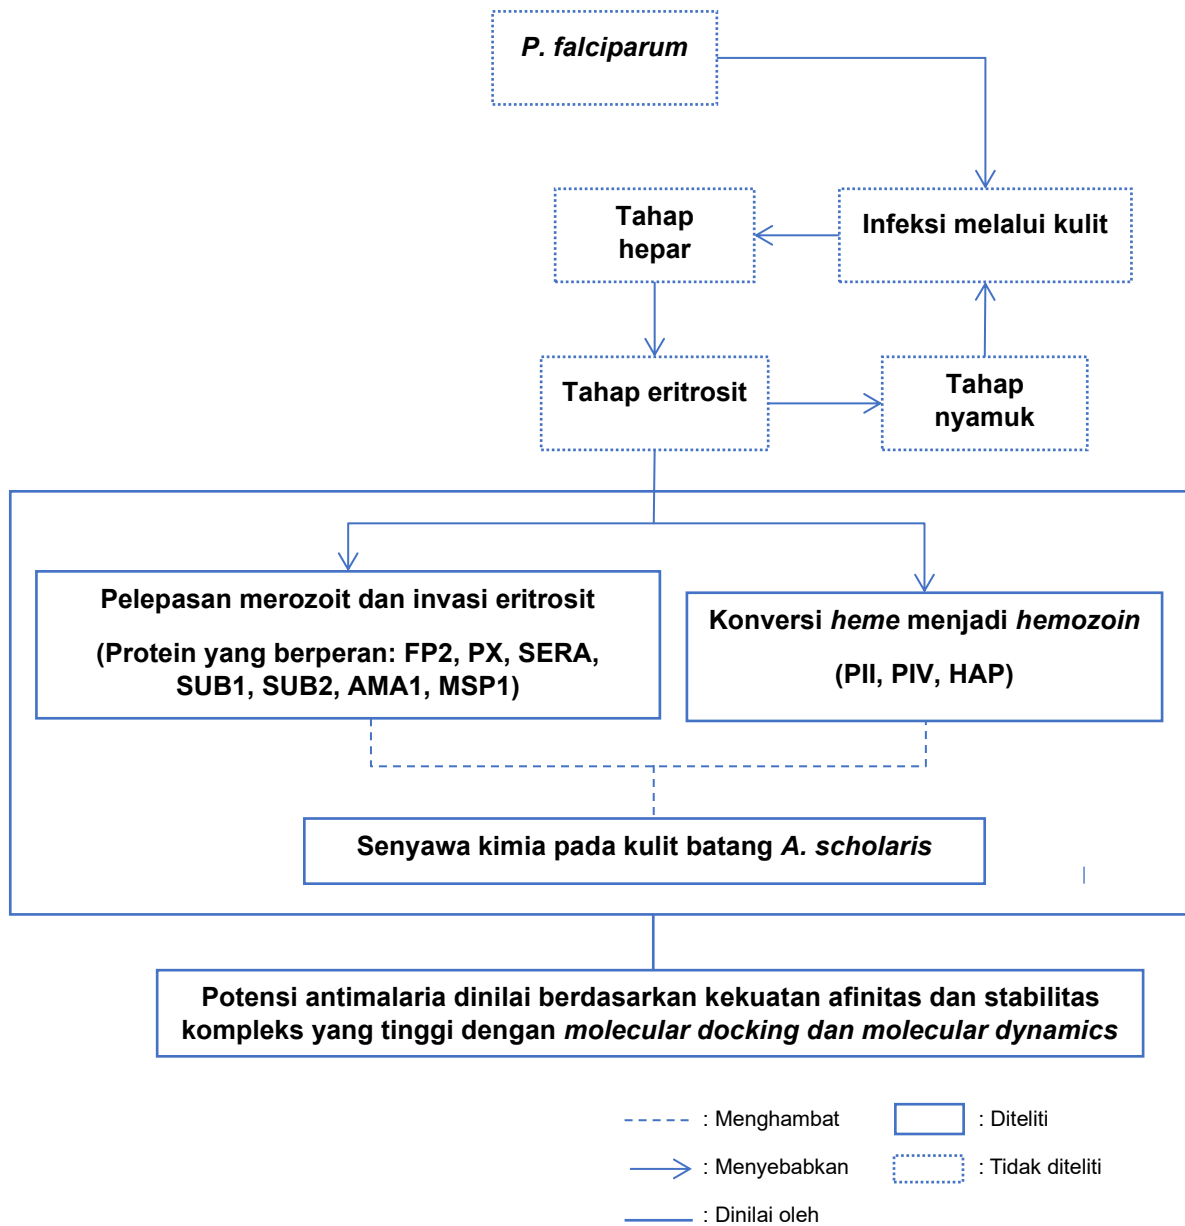 P. falciparum
Tahap
hepar
Infeksi melalui kulit
Tahap eritrosit
Tahap
nyamuk
Pelepasan merozoit dan invasi eritrosit
(Protein yang berperan: FP2, PX, SERA,
SUB1, SUB2, AMA1, MSP1)
Konversi heme menjadi hemozoin
(PII, PIV, HAP)
Senyawa kimia pada kulit batang A. scholaris
Potensi antimalaria dinilai berdasarkan kekuatan afinitas dan stabilitas
kompleks yang tinggi dengan molecular docking dan molecular dynamics
: Menghambat
: Diteliti
: Menyebabkan
: Tidak diteliti
: Dinilai oleh